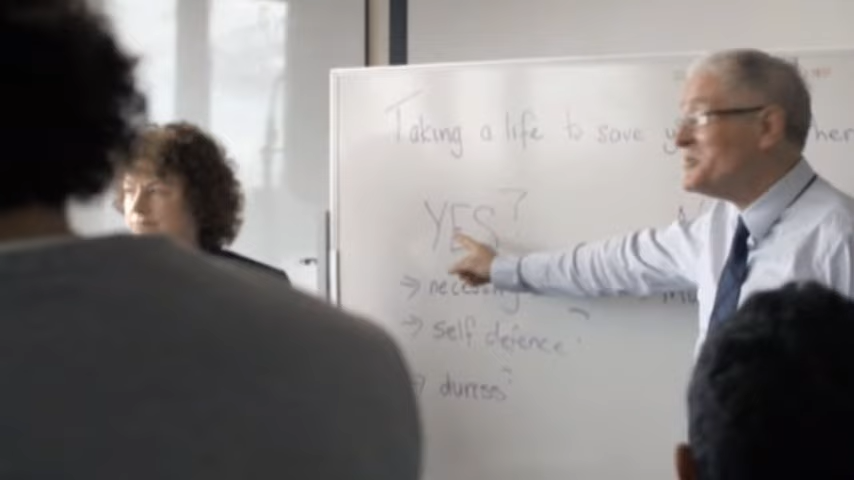 Taking a life to save
YES?
→ necessity
→ self defence?
→ duress?